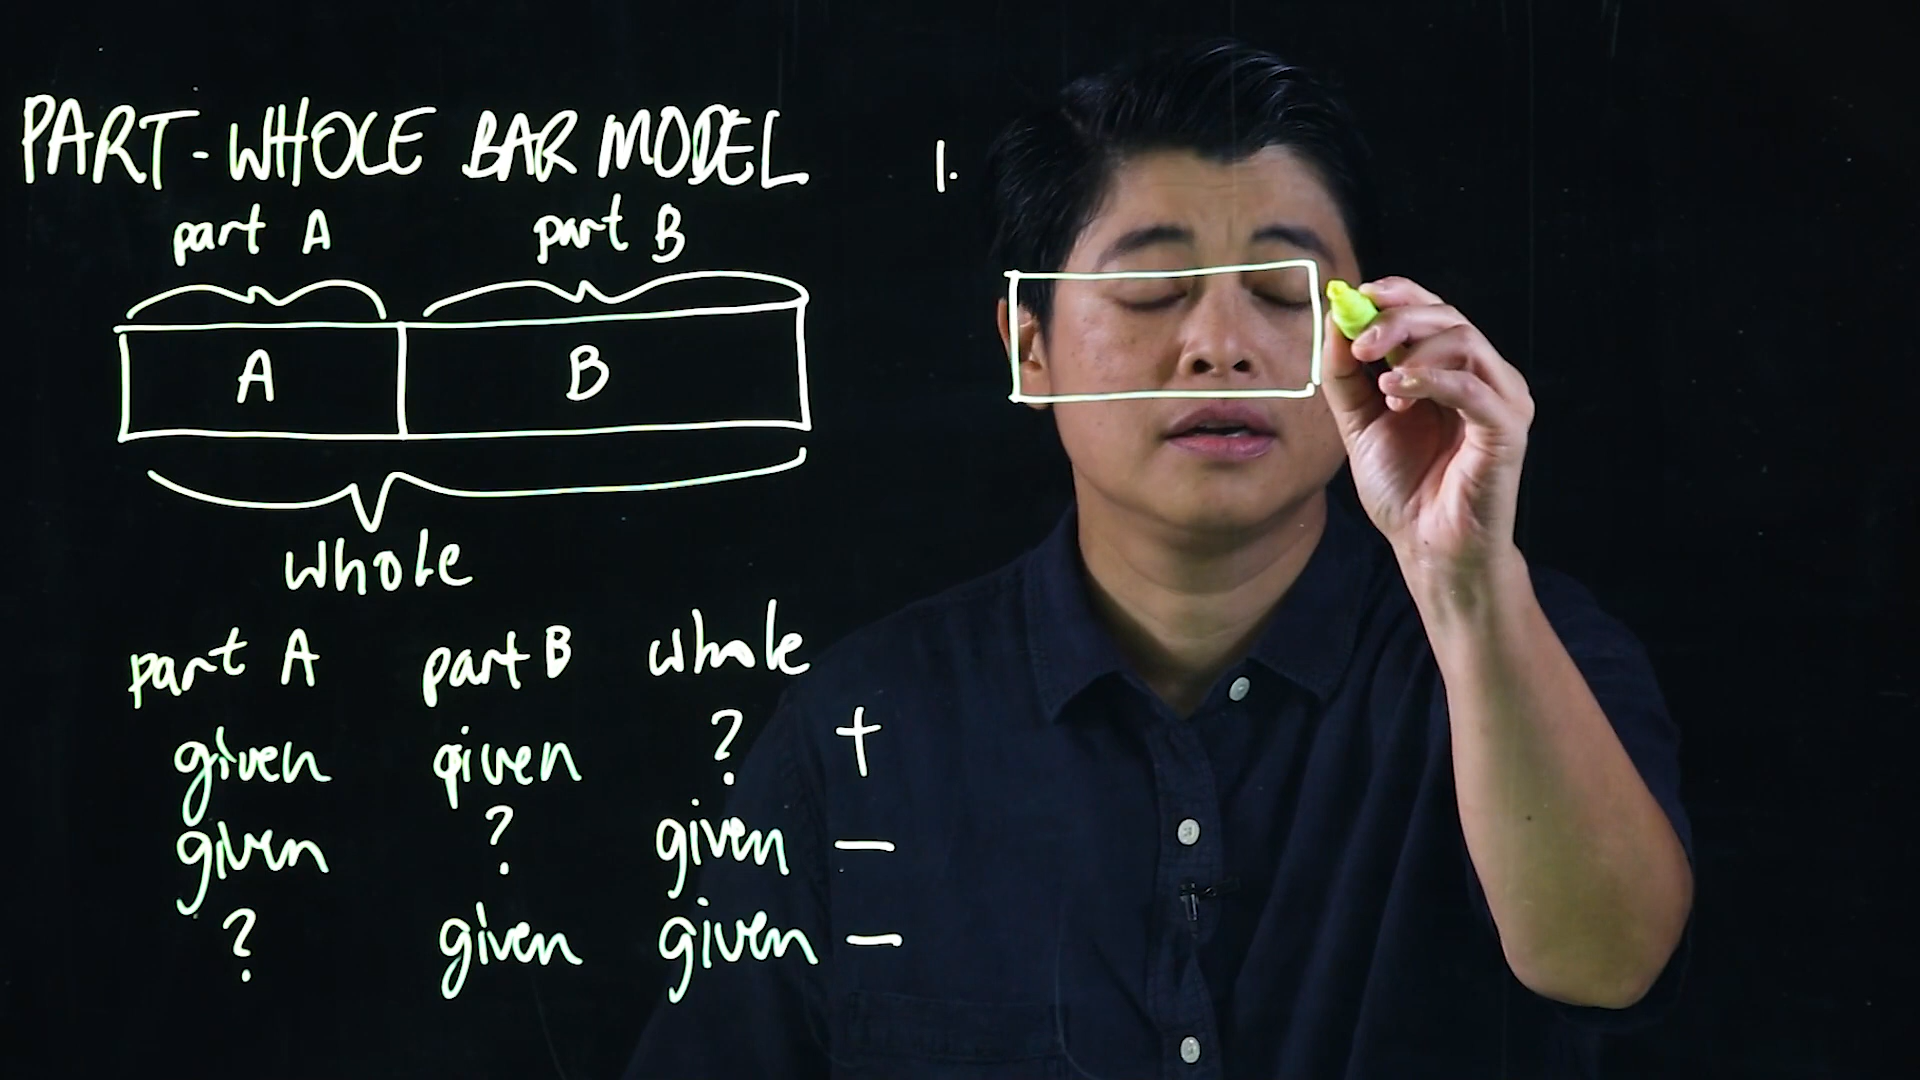 PART-WHOLE BAR MODEL
part A part B
A B
whole
part A part B whole
given given ? +
given ? given −
? given given −
1.